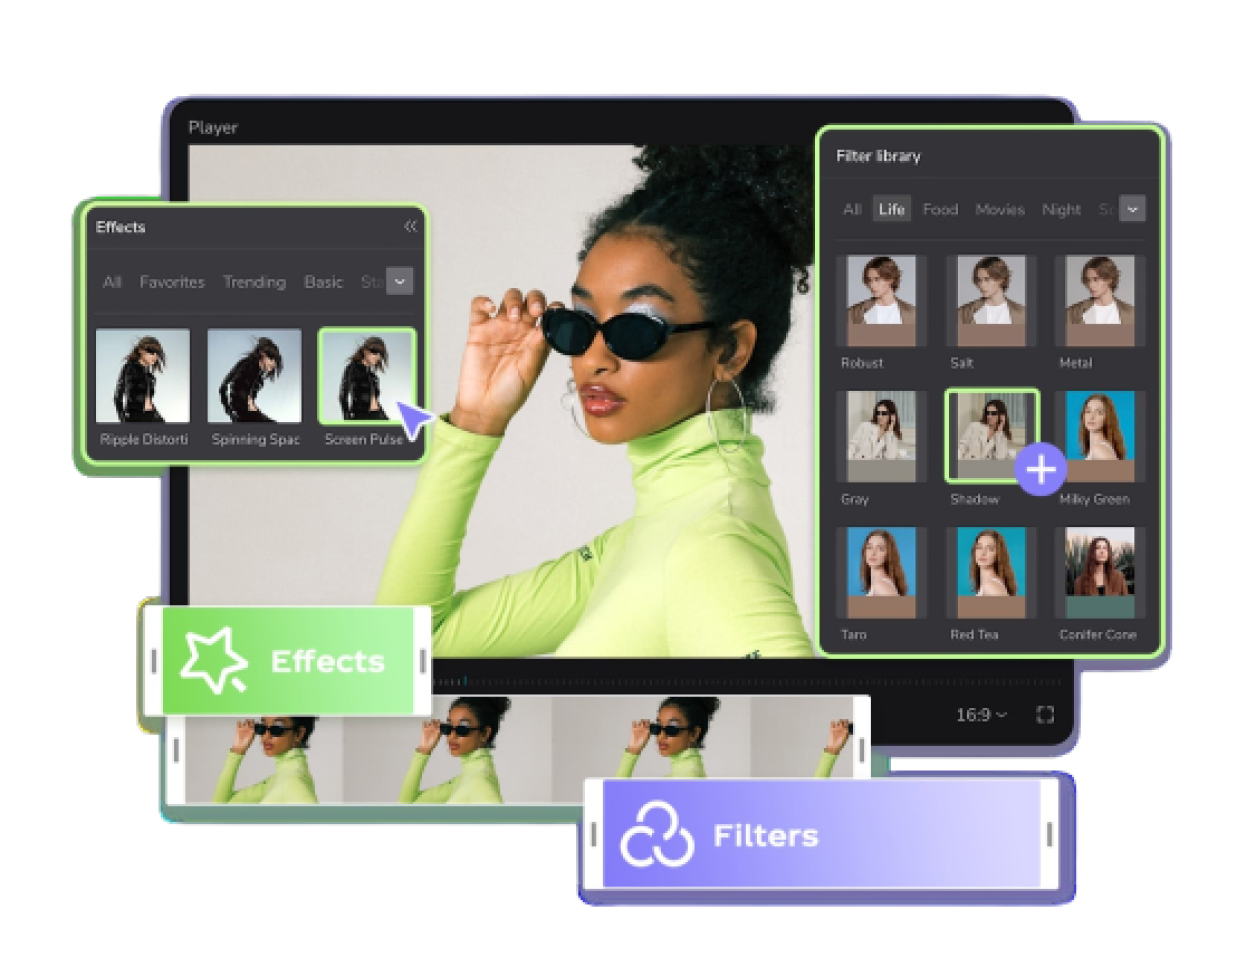 Player
Filter library
All Life Food Movies Night
Robust Salt Metal
Gray Shadow Milky Green
Taro Red Tea Conifer Cone
Effects
All Favorites Trending Basic
Ripple Distorti Spinning Spac Screen Pulse
Effects
16:9
Filters